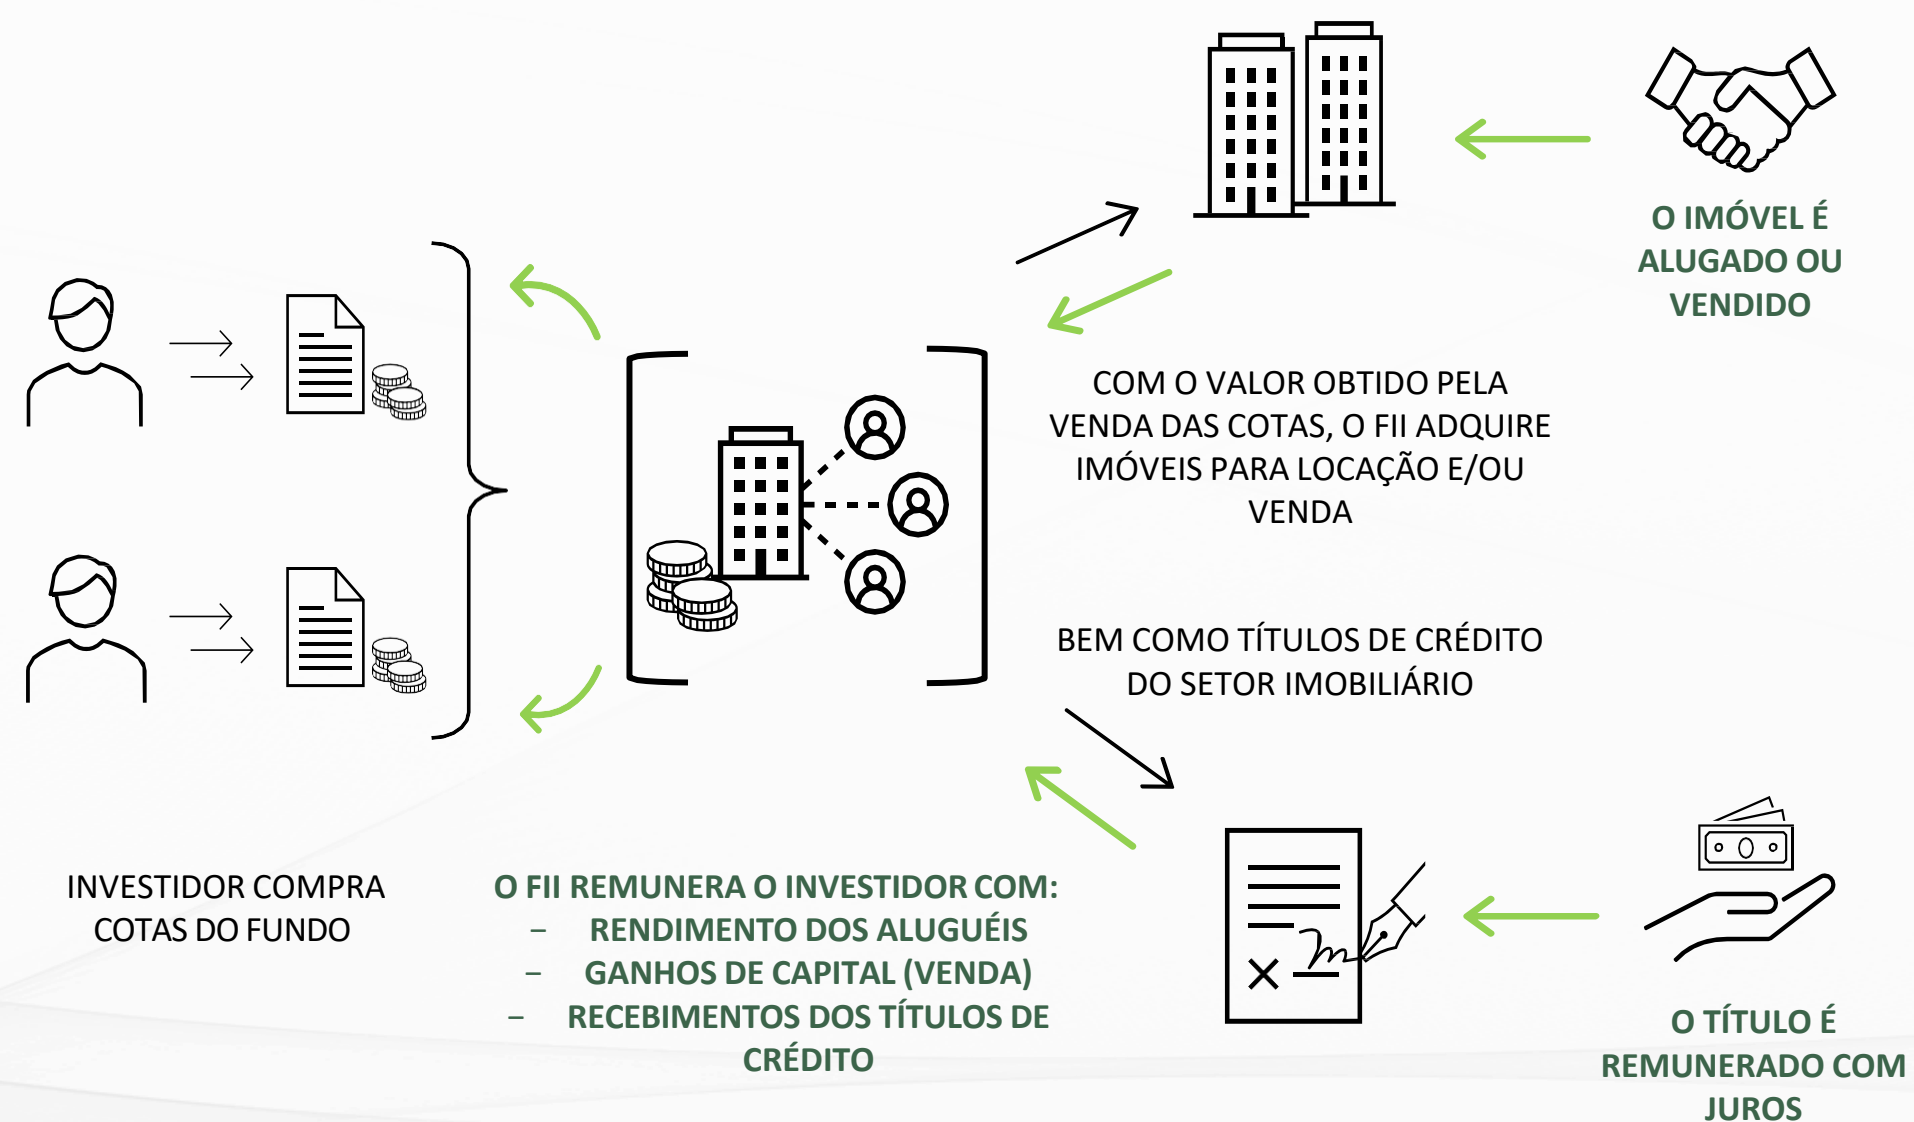 O IMÓVEL É
ALUGADO OU
VENDIDO
COM O VALOR OBTIDO PELA
VENDA DAS COTAS, O FII ADQUIRE
IMÓVEIS PARA LOCAÇÃO E/OU
VENDA
BEM COMO TÍTULOS DE CRÉDITO
DO SETOR IMOBILIÁRIO
INVESTIDOR COMPRA
COTAS DO FUNDO
O FII REMUNERA O INVESTIDOR COM:
– RENDIMENTO DOS ALUGUÉIS
– GANHOS DE CAPITAL (VENDA)
– RECEBIMENTOS DOS TÍTULOS DE
CRÉDITO
O TÍTULO É
REMUNERADO COM
JUROS